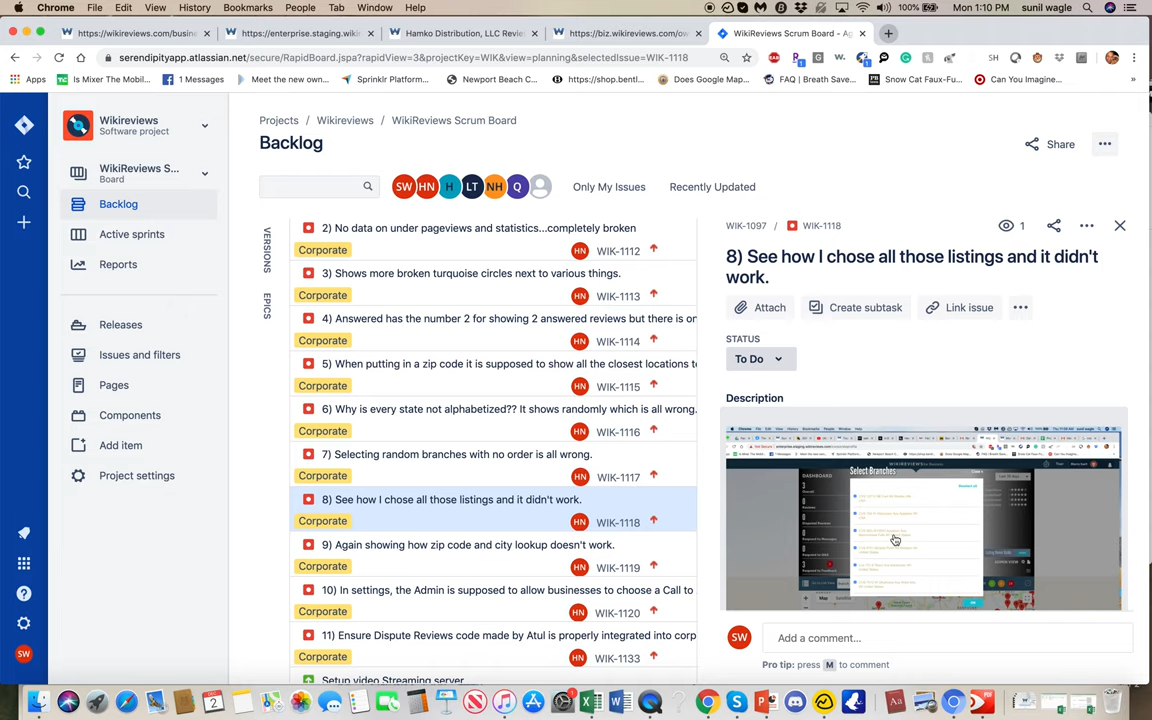 Chrome File Edit View History Bookmarks People Tab Window Help
100% Mon 1:10 PM sunil wagle
https://wikireviews.com/busin
https://enterprise.staging.wiki
Hamko Distribution, LLC Revie
https://biz.wikireviews.com/ow
WikiReviews Scrum Board - Ag
serendipityapp.atlassian.net/secure/RapidBoard.jspa?rapidView=3&projectKey=WIK&view=planning&selectedIssue=WIK-1118
Apps
Is Mixer The Mobil...
1 Messages
Meet the new own...
Sprinklr Platform...
Newport Beach C...
https://shop.bentl...
Does Google Map...
FAQ | Breath Save...
Snow Cat Faux-Fu...
Can You Imagine...
Wikireviews
Software project
WikiReviews S...
Board
Backlog
Active sprints
Reports
Releases
Issues and filters
Pages
Components
Add item
Project settings
SW
Projects / Wikireviews / WikiReviews Scrum Board
Backlog
Share
SW HN H LT NH Q
Only My Issues
Recently Updated
VERSIONS
EPICS
2) No data on under pageviews and statistics...completely broken
Corporate HN WIK-1112
3) Shows more broken turquoise circles next to various things.
Corporate HN WIK-1113
4) Answered has the number 2 for showing 2 answered reviews but there is on
Corporate HN WIK-1114
5) When putting in a zip code it is supposed to show all the closest locations t
Corporate HN WIK-1115
6) Why is every state not alphabetized?? It shows randomly which is all wrong.
Corporate HN WIK-1116
7) Selecting random branches with no order is all wrong.
Corporate HN WIK-1117
8) See how I chose all those listings and it didn't work.
Corporate HN WIK-1118
9) Again showing how zip code and city lookup doesn't work.
Corporate HN WIK-1119
10) In settings, the Admin is supposed to allow businesses to choose a Call to
Corporate HN WIK-1120
11) Ensure Dispute Reviews code made by Atul is properly integrated into corp
Corporate HN WIK-1133
Setup video Streaming server
WIK-1097 / WIK-1118
1
8) See how I chose all those listings and it didn't
work.
Attach
Create subtask
Link issue
STATUS
To Do
Description
WIKIREVIEWS
DASHBOARD
Select Branches
SW
Add a comment...
Pro tip: press M to comment